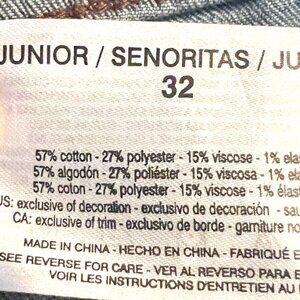 JUNIOR / SENORITAS / JU
32
57% cotton - 27% polyester - 15% viscose - 1% elas
57% algodón - 27% poliéster - 15% viscosa - 1% ela
57% coton - 27% polyester - 15% viscose - 1% élast
US: exclusive of decoration - exclusivo de decoración - sau
CA: exclusive of trim - exclusivo de borde - garniture no
MADE IN CHINA - HECHO EN CHINA - FABRIQUÉ E
SEE REVERSE FOR CARE - VER AL REVERSO PARA E
VOIR LES INSTRUCTIONS D'ENTRETIEN AU